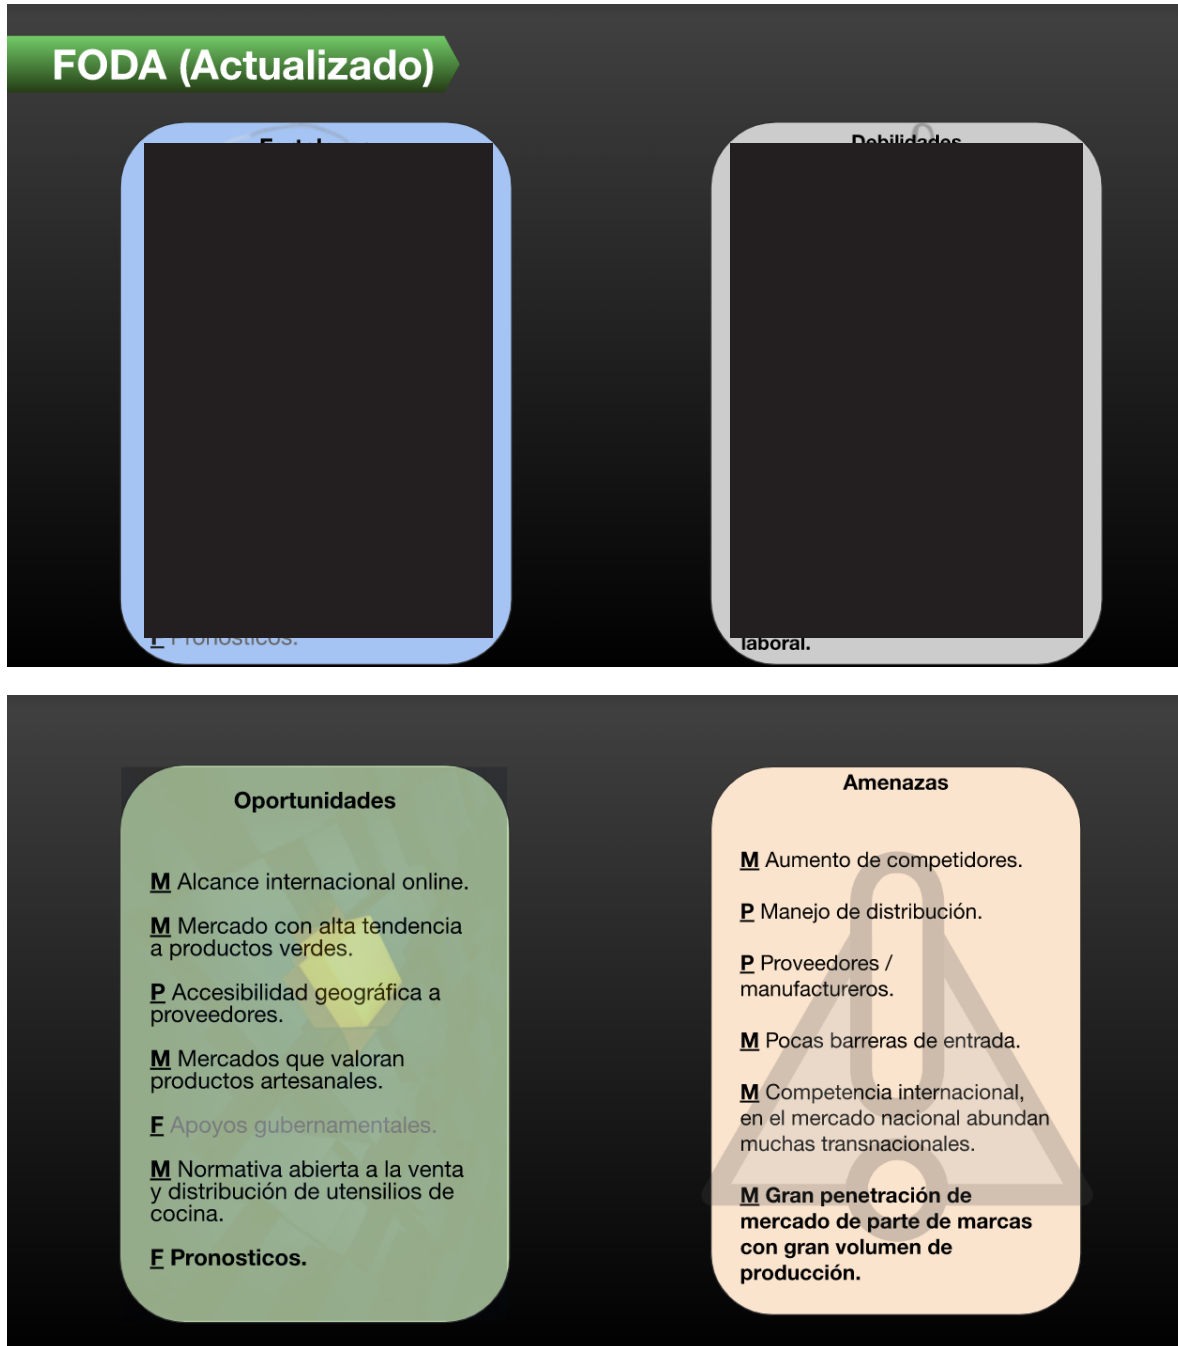 FODA (Actualizado)
Debilidades
F Pronosticos.
laboral.
Oportunidades
M Alcance internacional online.
M Mercado con alta tendencia
a productos verdes.
P Accesibilidad geográfica a
proveedores.
M Mercados que valoran
productos artesanales.
F Apoyos gubernamentales.
M Normativa abierta a la venta
y distribución de utensilios de
cocina.
F Pronosticos.
Amenazas
M Aumento de competidores.
P Manejo de distribución.
P Proveedores /
manufactureros.
M Pocas barreras de entrada.
M Competencia internacional,
en el mercado nacional abundan
muchas transnacionales.
M Gran penetración de
mercado de parte de marcas
con gran volumen de
producción.